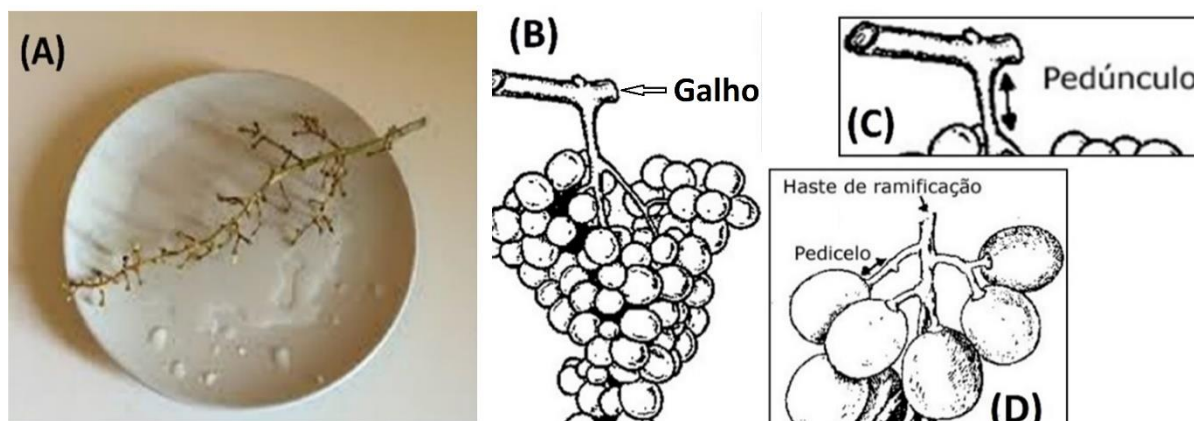 (A)
(B)
Galho
Pedúnculo
(C)
Haste de ramificação
Pedicelo
(D)